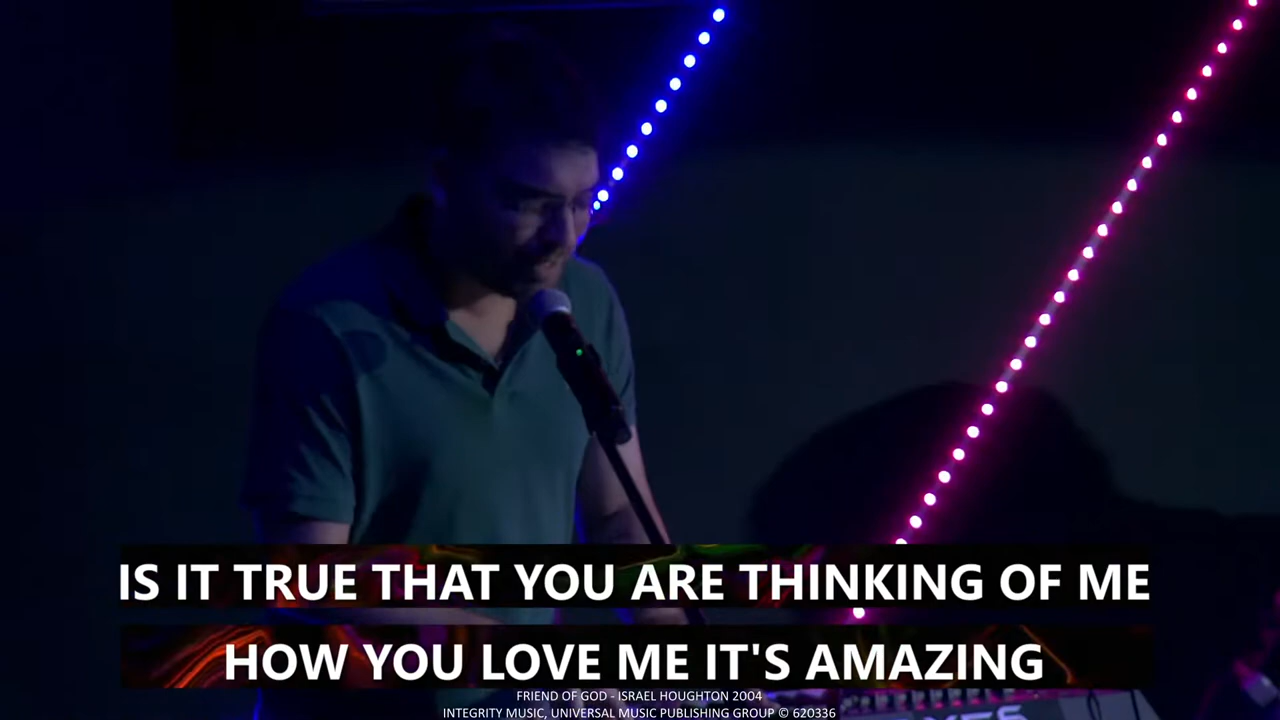 IS IT TRUE THAT YOU ARE THINKING OF ME
HOW YOU LOVE ME IT'S AMAZING
FRIEND OF GOD - ISRAEL HOUGHTON 2004
INTEGRITY MUSIC, UNIVERSAL MUSIC PUBLISHING GROUP © 620336